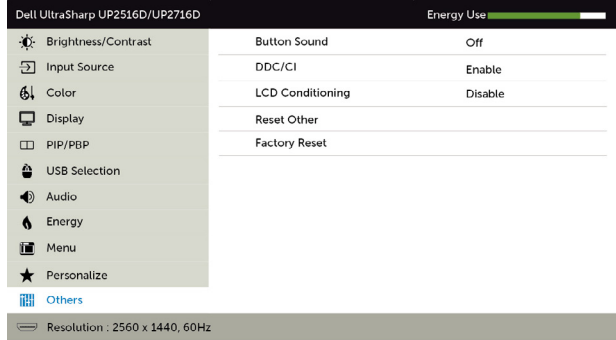 Dell UltraSharp UP2516D/UP2716D
Energy Use
Brightness/Contrast
Input Source
Color
Display
PIP/PBP
USB Selection
Audio
Energy
Menu
Personalize
Others
Button Sound Off
DDC/CI Enable
LCD Conditioning Disable
Reset Other
Factory Reset
Resolution : 2560 x 1440, 60Hz